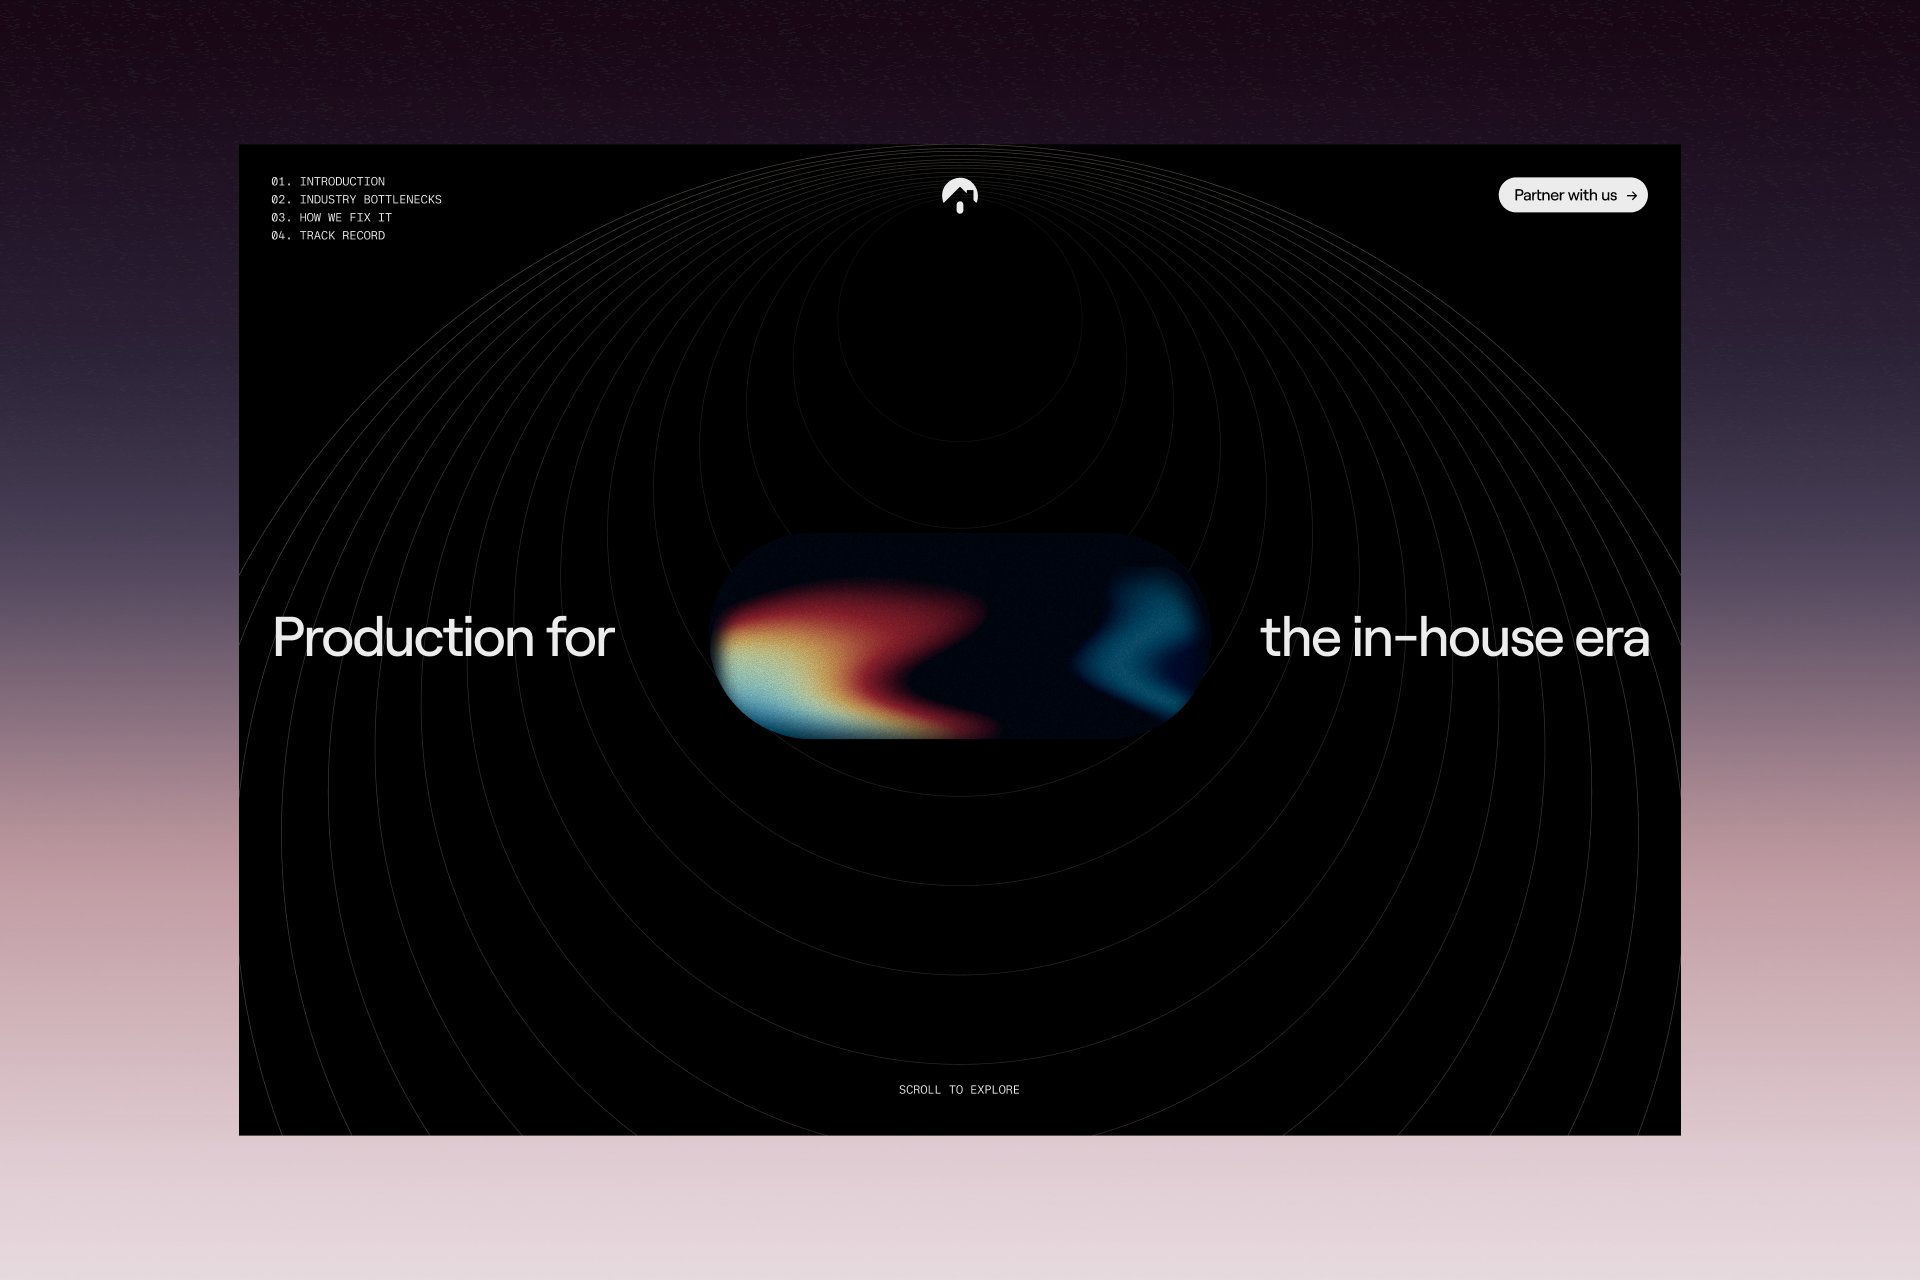 01. INTRODUCTION
02. INDUSTRY BOTTLENECKS
03. HOW WE FIX IT
04. TRACK RECORD
Partner with us →
Production for
the in-house era
SCROLL TO EXPLORE